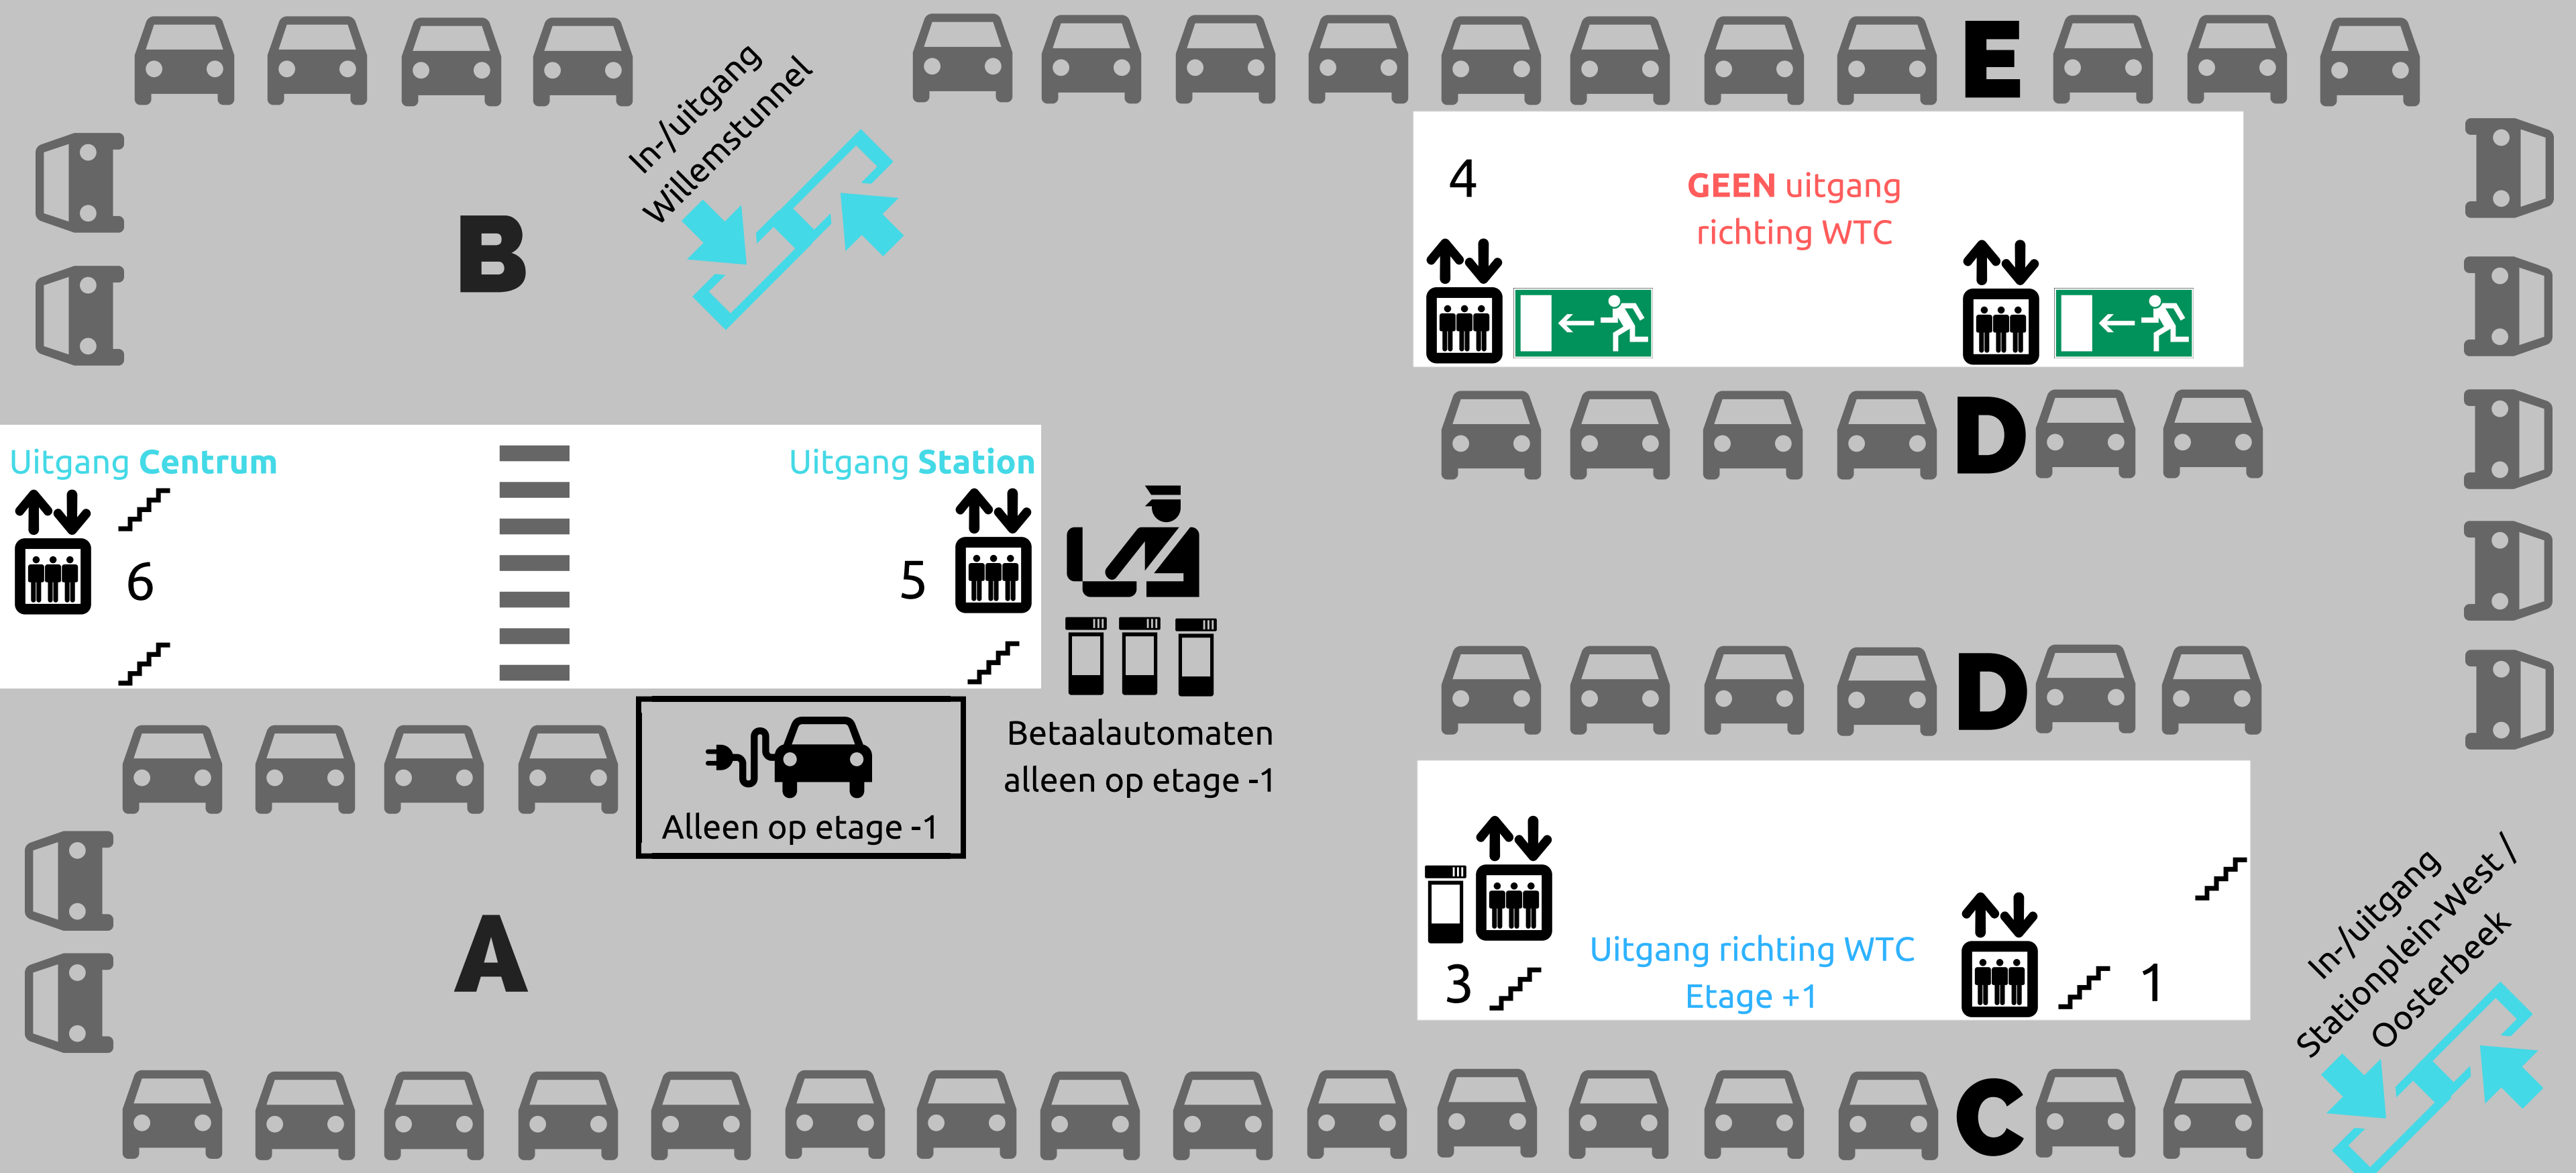 E
In-/uitgang
Willemstunnel
B
4
GEEN uitgang
richting WTC
D
Uitgang Centrum
6
Uitgang Station
5
Betaalautomaten
alleen op etage -1
Alleen op etage -1
D
A
3
Uitgang richting WTC
Etage +1
1
In-/uitgang
Stationplein-West /
Oosterbeek
C